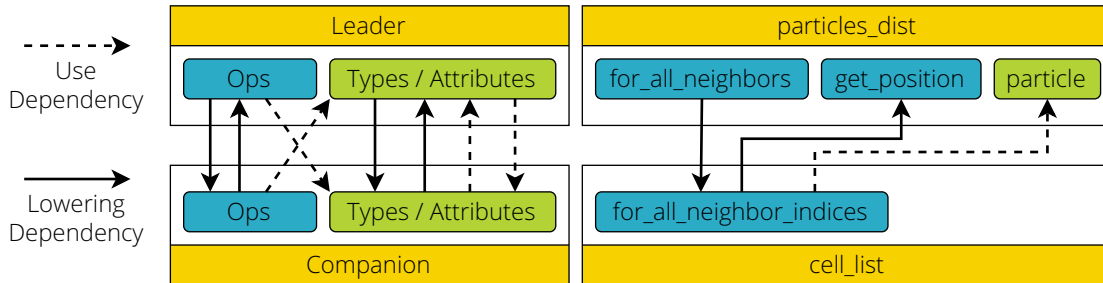 Use
Dependency
Lowering
Dependency
Leader
Ops
Types / Attributes
Ops
Types / Attributes
Companion
particles_dist
for_all_neighbors
get_position
particle
for_all_neighbor_indices
cell_list